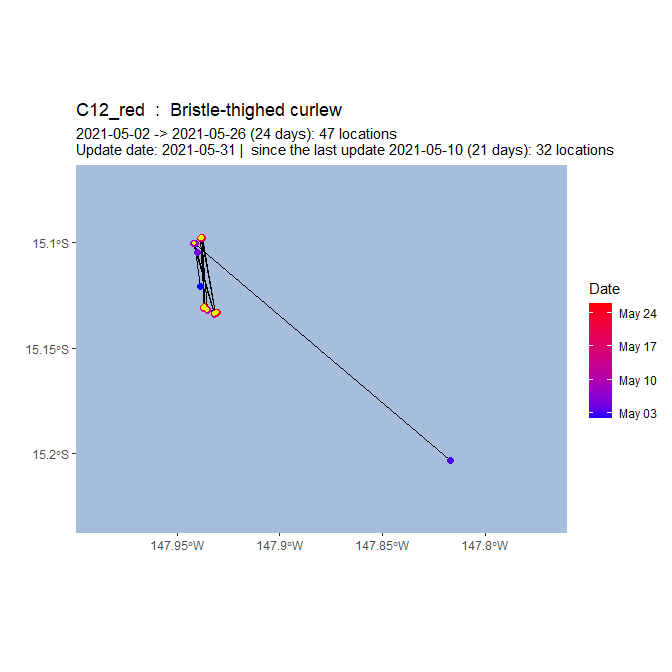 C12_red  :  Bristle-thighed curlew
2021-05-02 -> 2021-05-26 (24 days): 47 locations
Update date: 2021-05-31 |  since the last update 2021-05-10 (21 days): 32 locations
15.1°S
15.15°S
15.2°S
147.95°W
147.9°W
147.85°W
147.8°W
Date
May 24
May 17
May 10
May 03